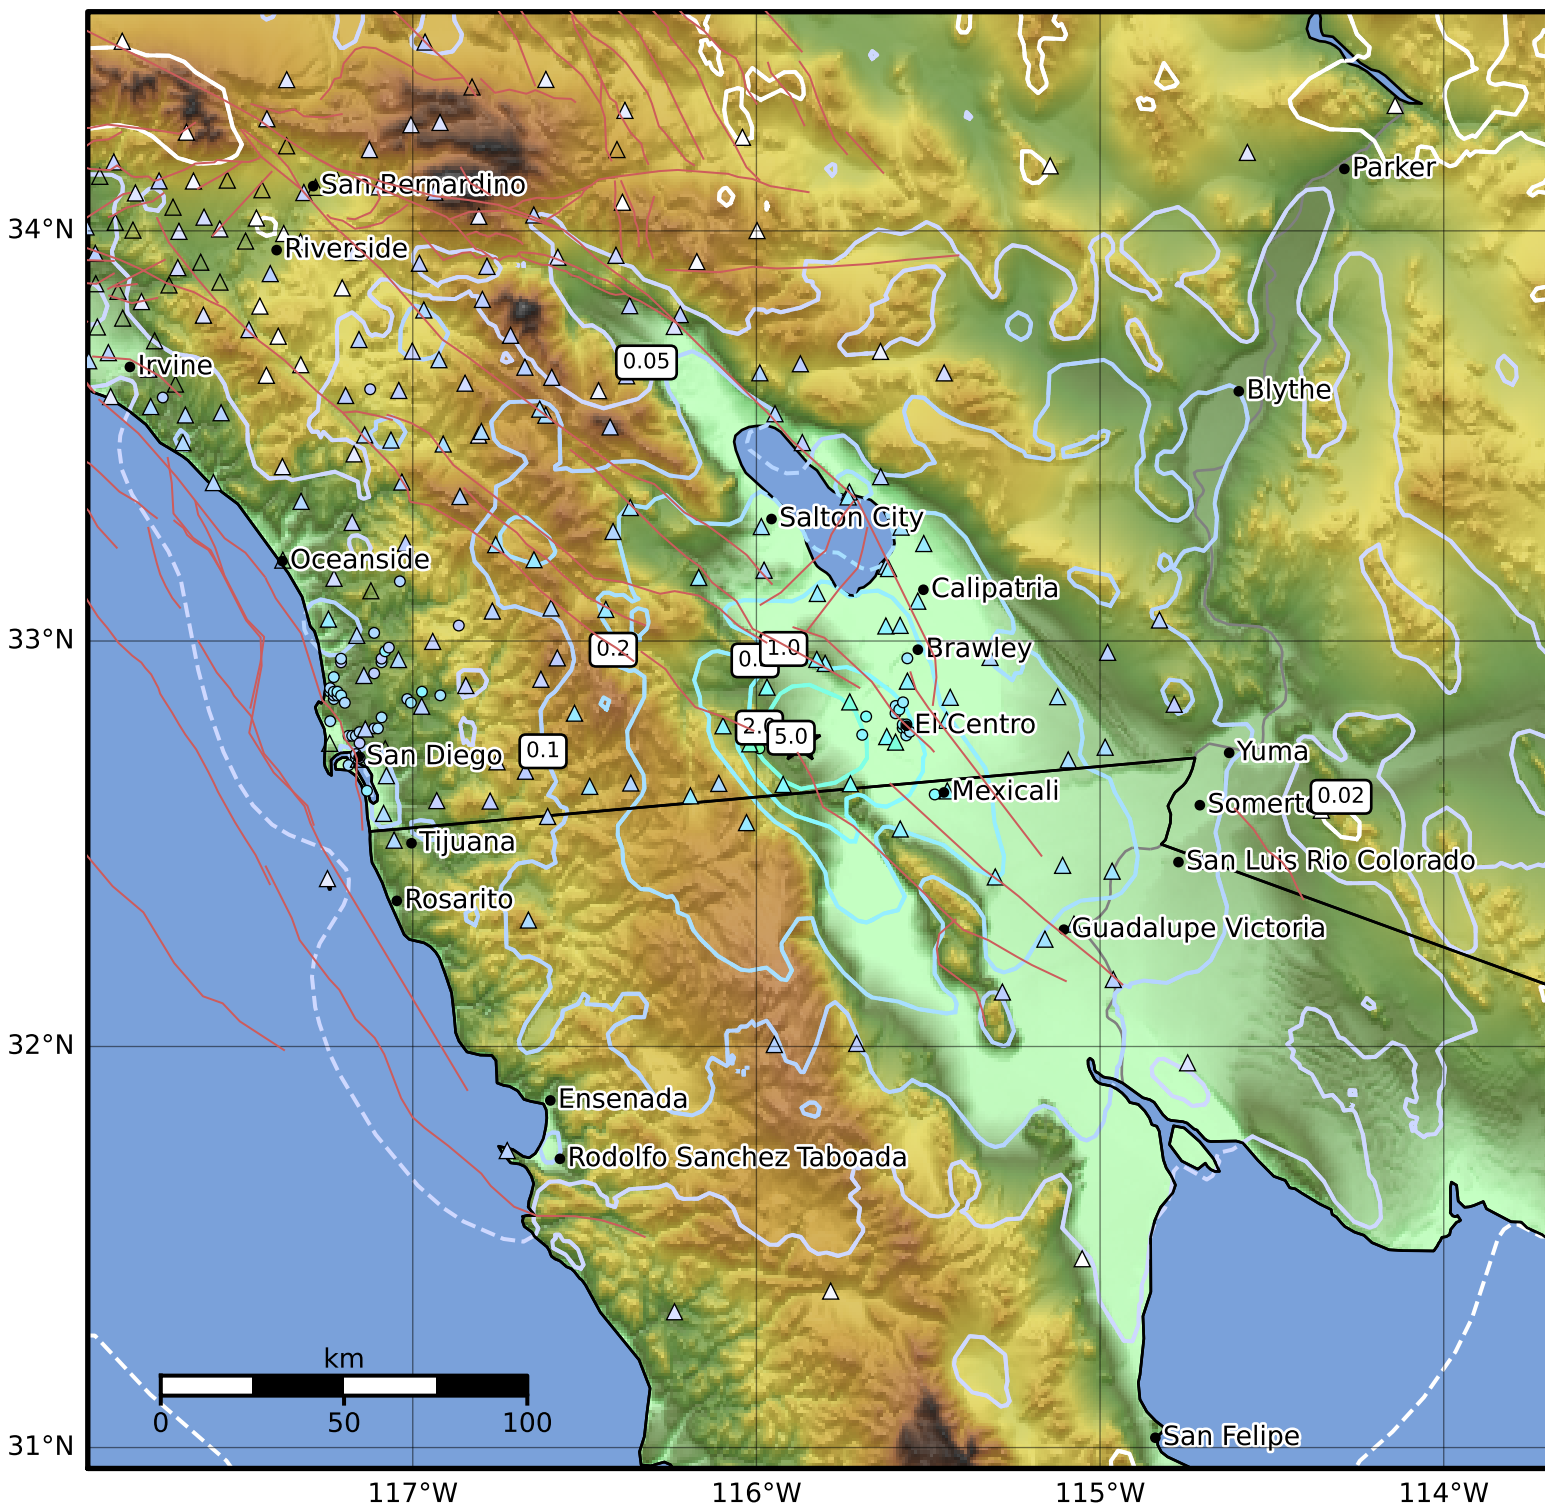 Parker
San Bernardino
34°N
Riverside
0.05
Irvine
Blythe
Salton City
Oceanside
Calipatria
33°N
0.2
1.0
Brawley
2.0
5.0
El Centro
0.1
San Diego
Yuma
Mexicali
0.02
Tijuana
San Luis Rio Colorado
Rosarito
Guadalupe Victoria
32°N
Ensenada
Rodolfo Sanchez Taboada
km
0 50 100
31°N
San Felipe
117°W 116°W 115°W 114°W